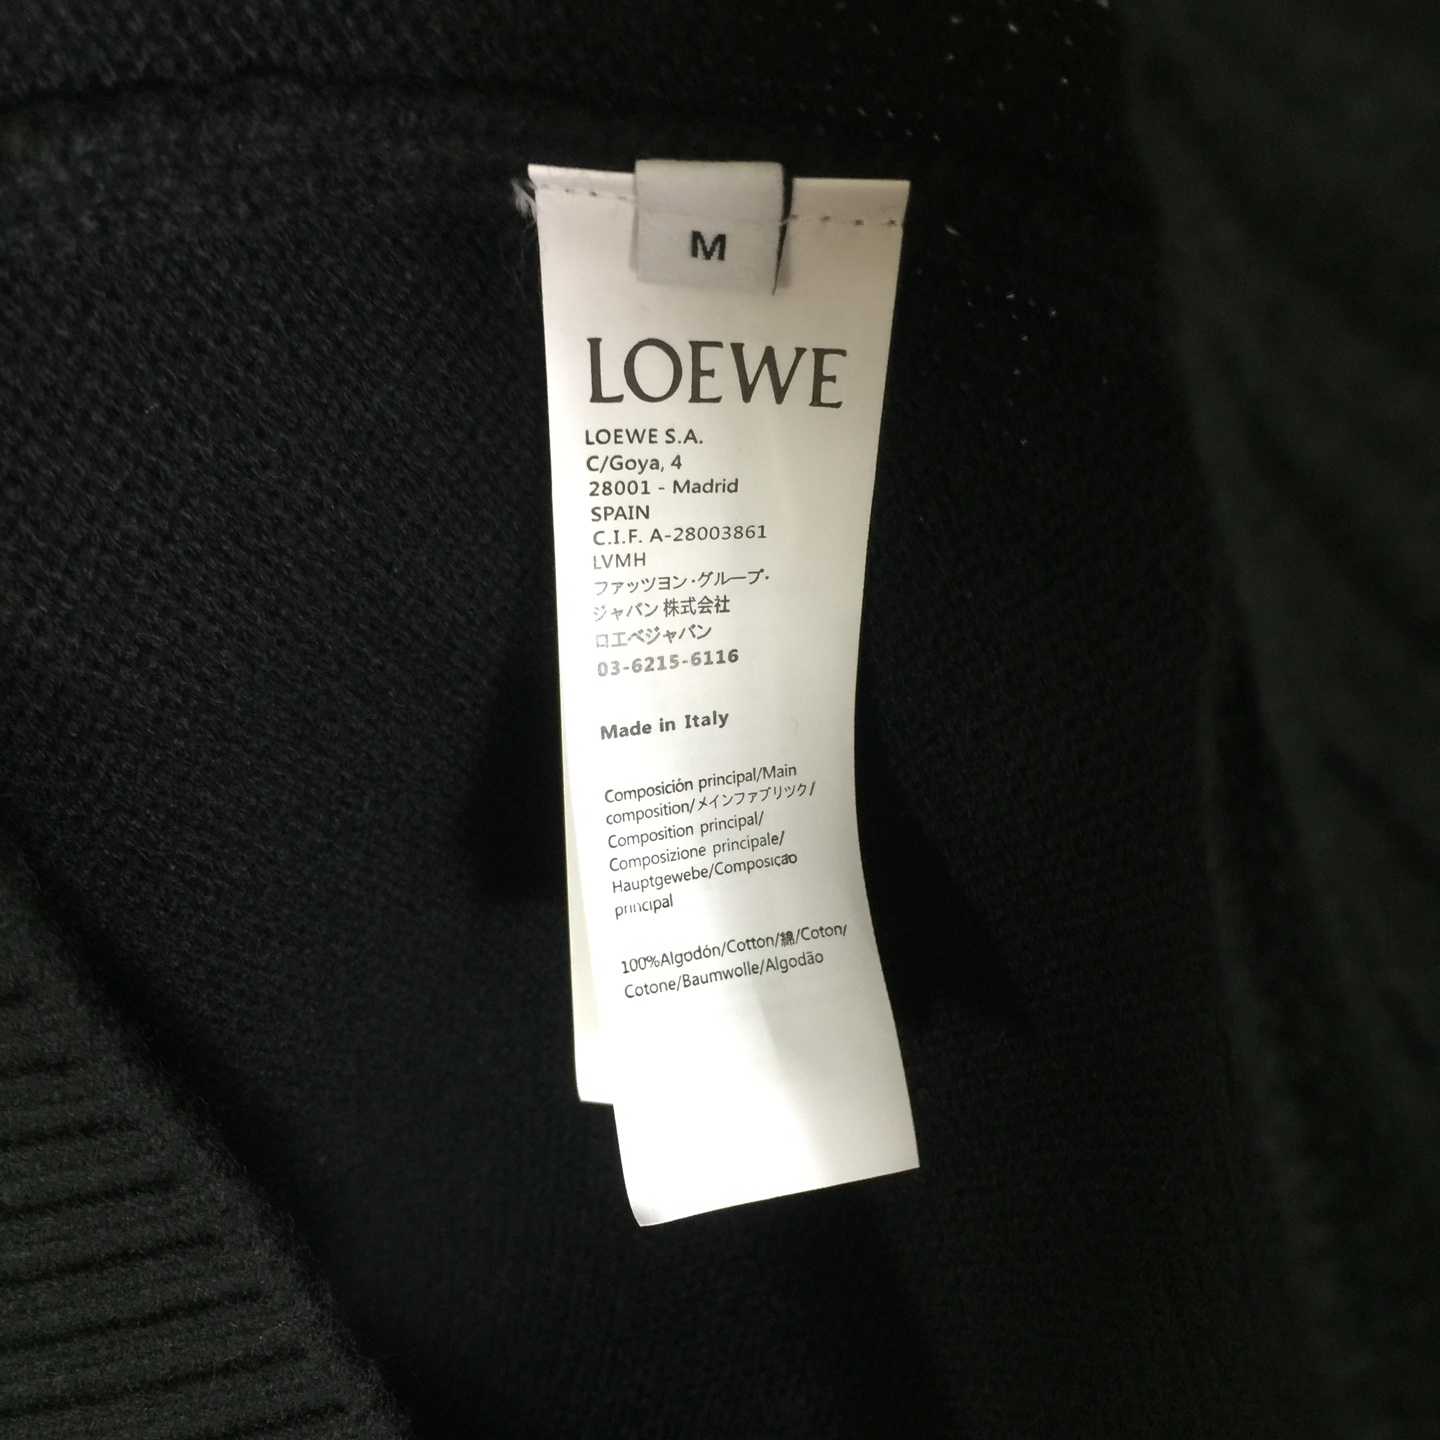 M
LOEWE
LOEWE S.A.
C/Goya, 4
28001 - Madrid
SPAIN
C.I.F. A-28003861
LVMH
ファッツヨン・グループ・
ジャパン 株式会社
ロエベジャパン
03-6215-6116
Made in Italy
Composición principal/Main
composition/メインファブリツク/
Composition principal/
Composizione principale/
Hauptgewebe/Composição
principal
100%Algodón/Cotton/綿/Coton/
Cotone/Baumwolle/Algodão